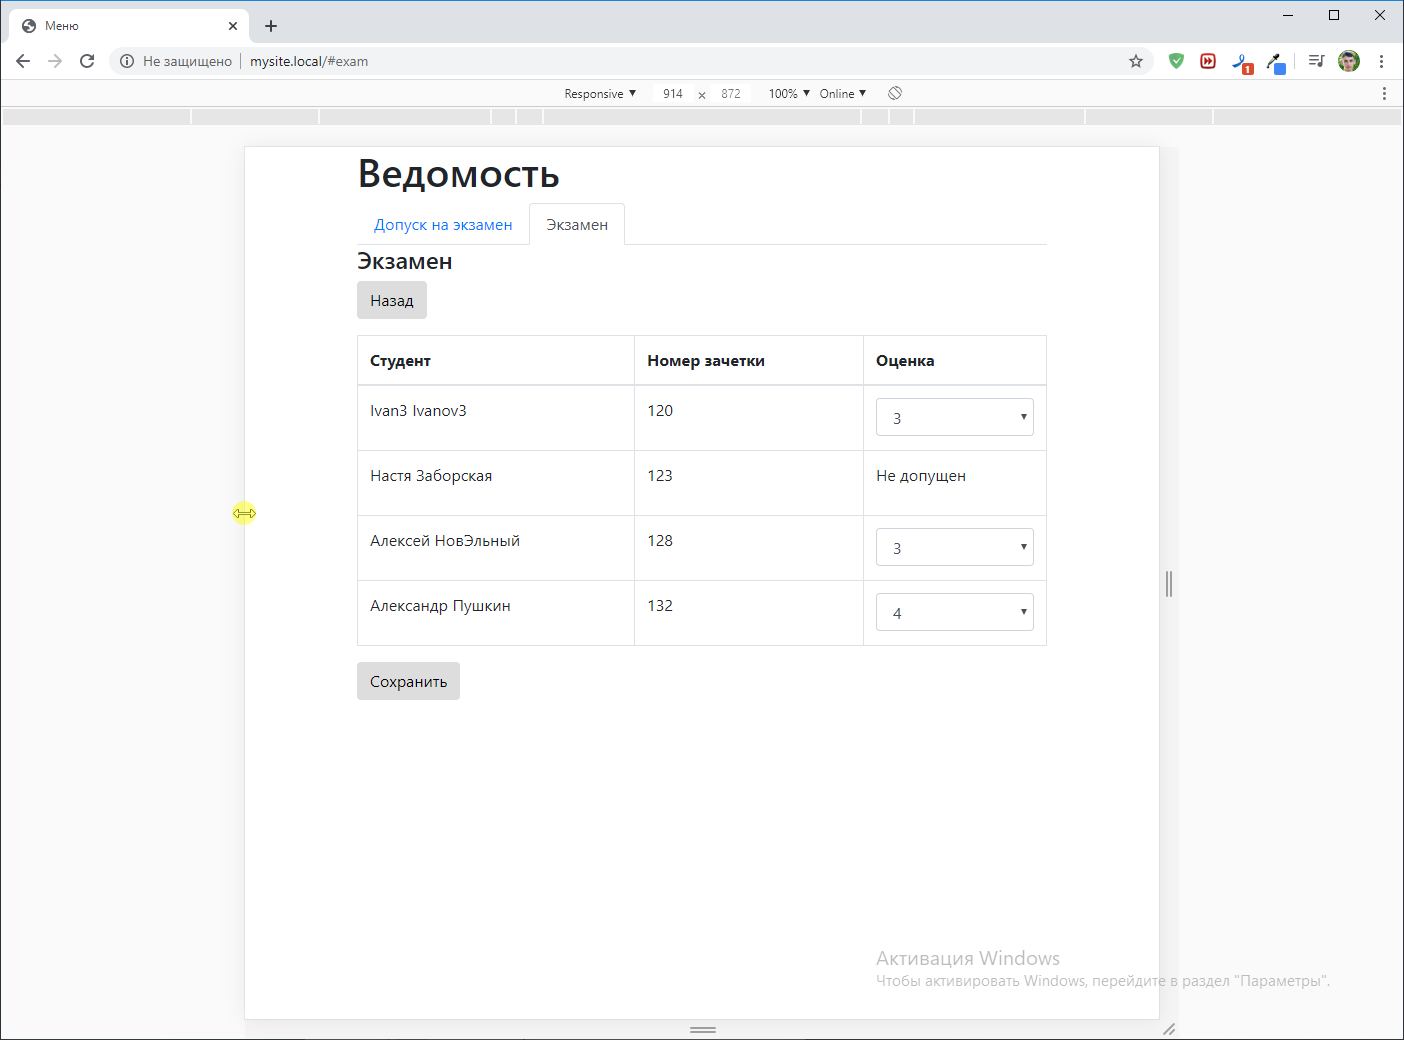 Меню
Не защищено
mysite.local/#exam
1
Responsive ▼ 914 × 872 100% ▼ Online ▼
Ведомость
Допуск на экзамен Экзамен
Экзамен
Назад
Студент Номер зачетки Оценка
Ivan3 Ivanov3 120 3
Настя Заборская 123 Не допущен
Алексей НовЭльный 128 3
Александр Пушкин 132 4
Сохранить
Активация Windows
Чтобы активировать Windows, перейдите в раздел "Параметры".